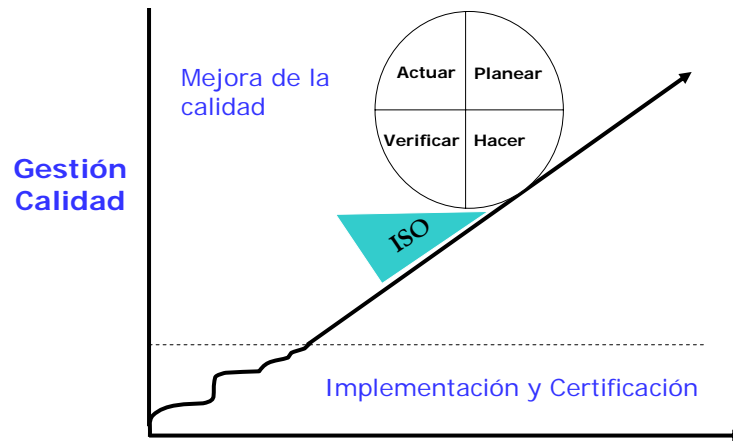 Mejora de la
calidad
Actuar
Planear
Verificar
Hacer
Gestión
Calidad
ISO
Implementación y Certificación